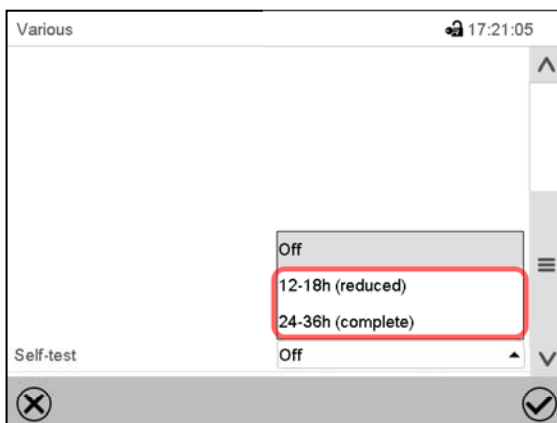 Various
17:21:05
Off
12-18h (reduced)
24-36h (complete)
Self-test
Off